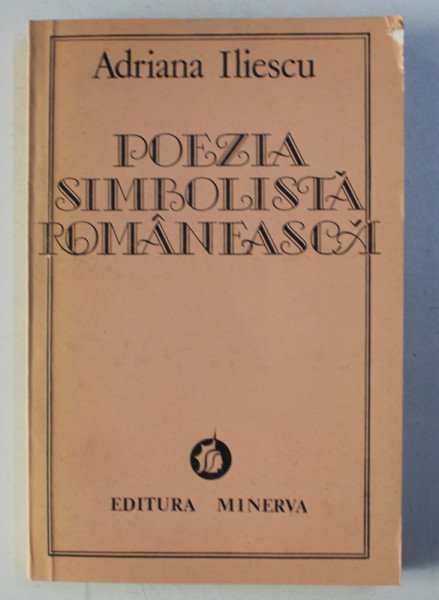 Adriana Iliescu
POEZIA
SIMBOLISTĂ
ROMÂNEASCĂ
EDITURA MINERVA